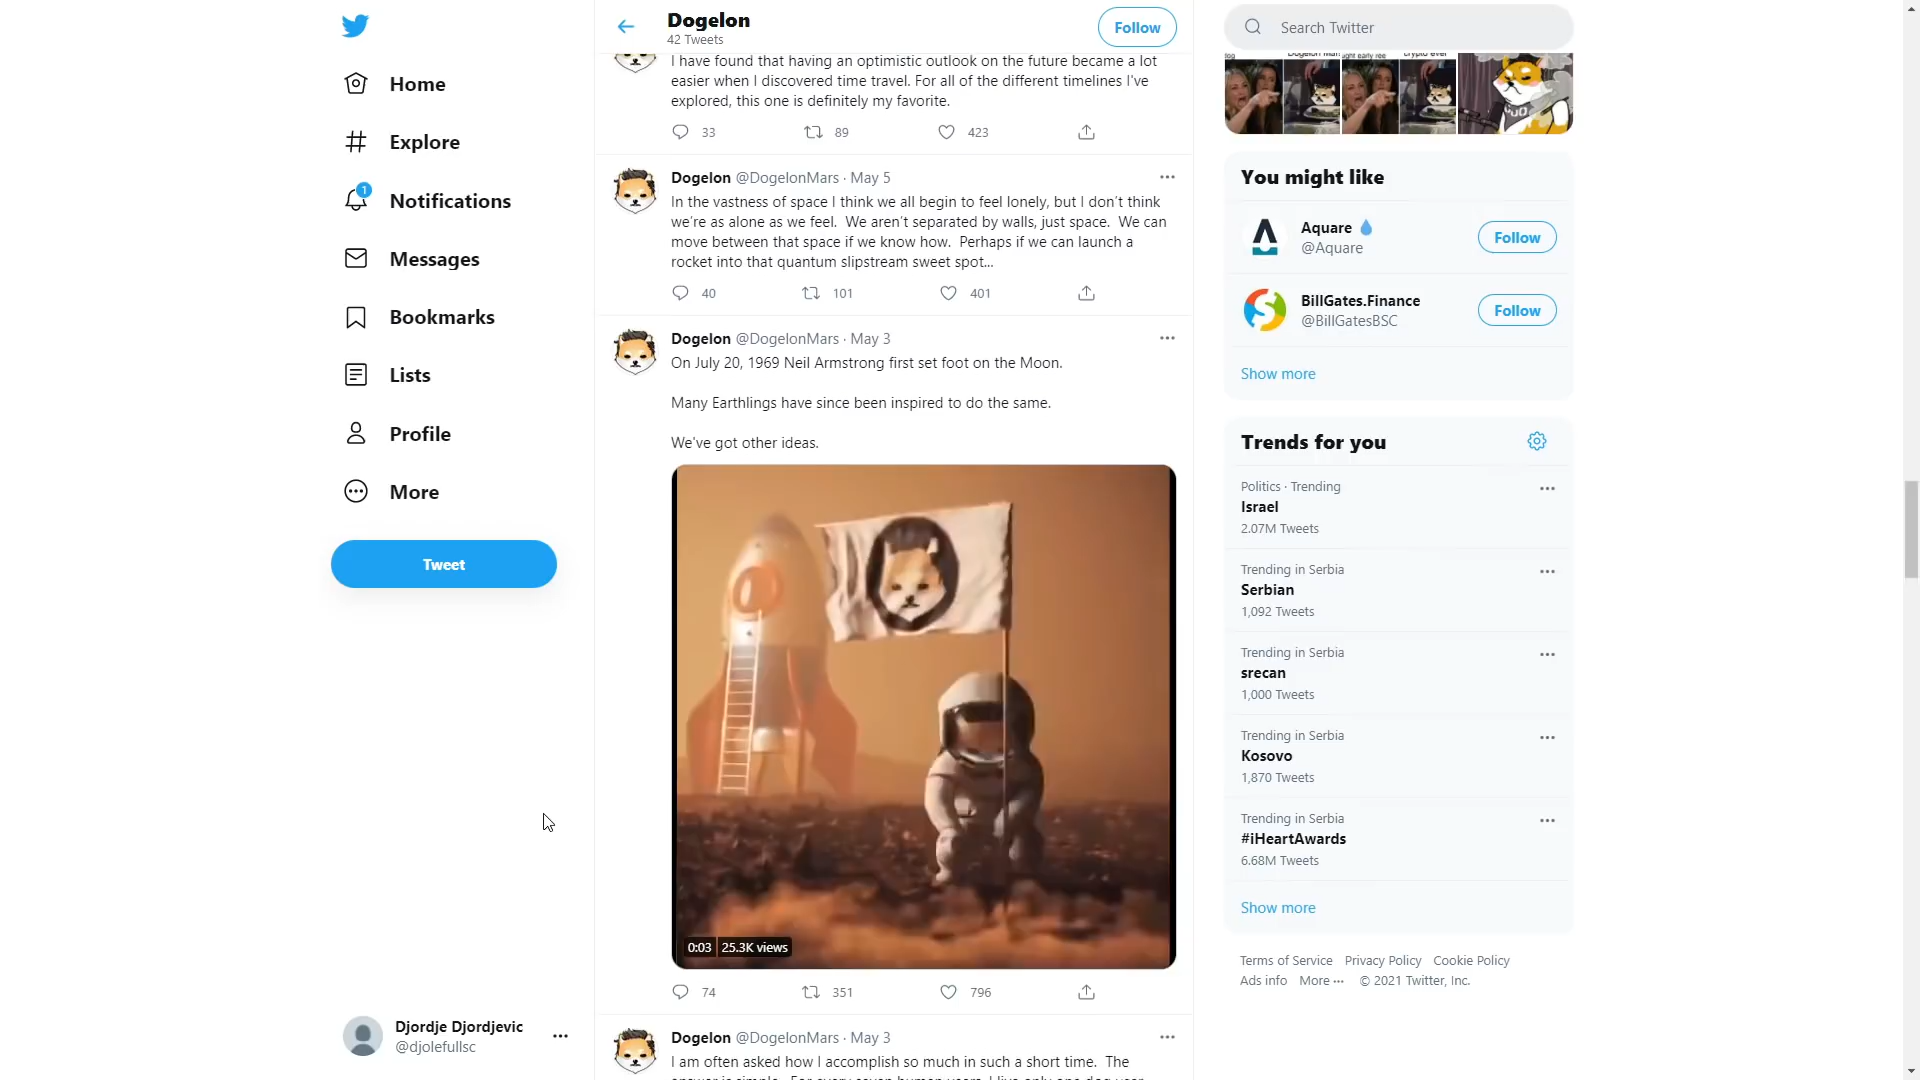 Home
Explore
1
Notifications
Messages
Bookmarks
Lists
Profile
More
Tweet
Djordje Djordjevic
@djolefullsc
Dogelon
42 Tweets
Follow
I have found that having an optimistic outlook on the future became a lot
easier when I discovered time travel. For all of the different timelines I've
explored, this one is definitely my favorite.
33 89 423
Dogelon @DogelonMars · May 5
In the vastness of space I think we all begin to feel lonely, but I don't think
we're as alone as we feel. We aren't separated by walls, just space. We can
move between that space if we know how. Perhaps if we can launch a
rocket into that quantum slipstream sweet spot...
40 101 401
Dogelon @DogelonMars · May 3
On July 20, 1969 Neil Armstrong first set foot on the Moon.
Many Earthlings have since been inspired to do the same.
We've got other ideas.
0:03 25.3K views
74 351 796
Dogelon @DogelonMars · May 3
I am often asked how I accomplish so much in such a short time. The
Search Twitter
You might like
Aquare
@Aquare
Follow
BillGates.Finance
@BillGatesBSC
Follow
Show more
Trends for you
Politics · Trending
Israel
2.07M Tweets
Trending in Serbia
Serbian
1,092 Tweets
Trending in Serbia
srecan
1,000 Tweets
Trending in Serbia
Kosovo
1,870 Tweets
Trending in Serbia
#iHeartAwards
6.68M Tweets
Show more
Terms of Service Privacy Policy Cookie Policy
Ads info More ··· © 2021 Twitter, Inc.